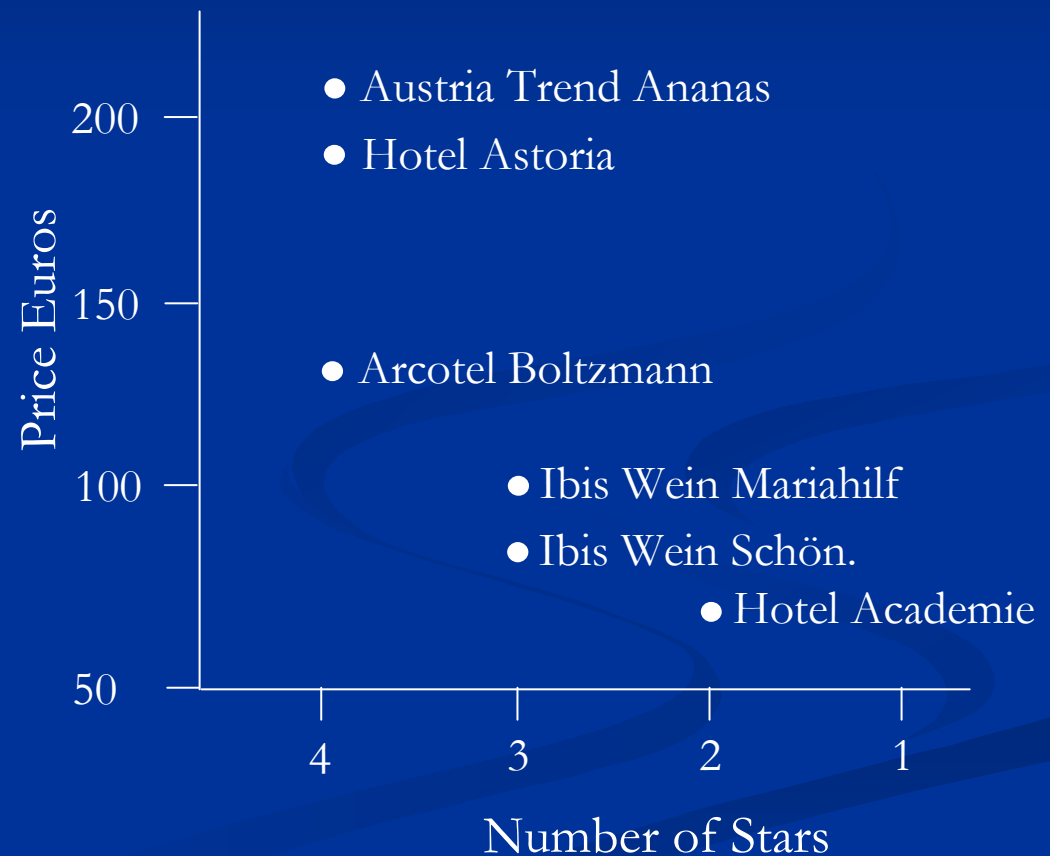 Austria Trend Ananas
200
Hotel Astoria
Price Euros
150
Arcotel Boltzmann
100
Ibis Wein Mariahilf
Ibis Wein Schön.
Hotel Academie
50
4 3 2 1
Number of Stars